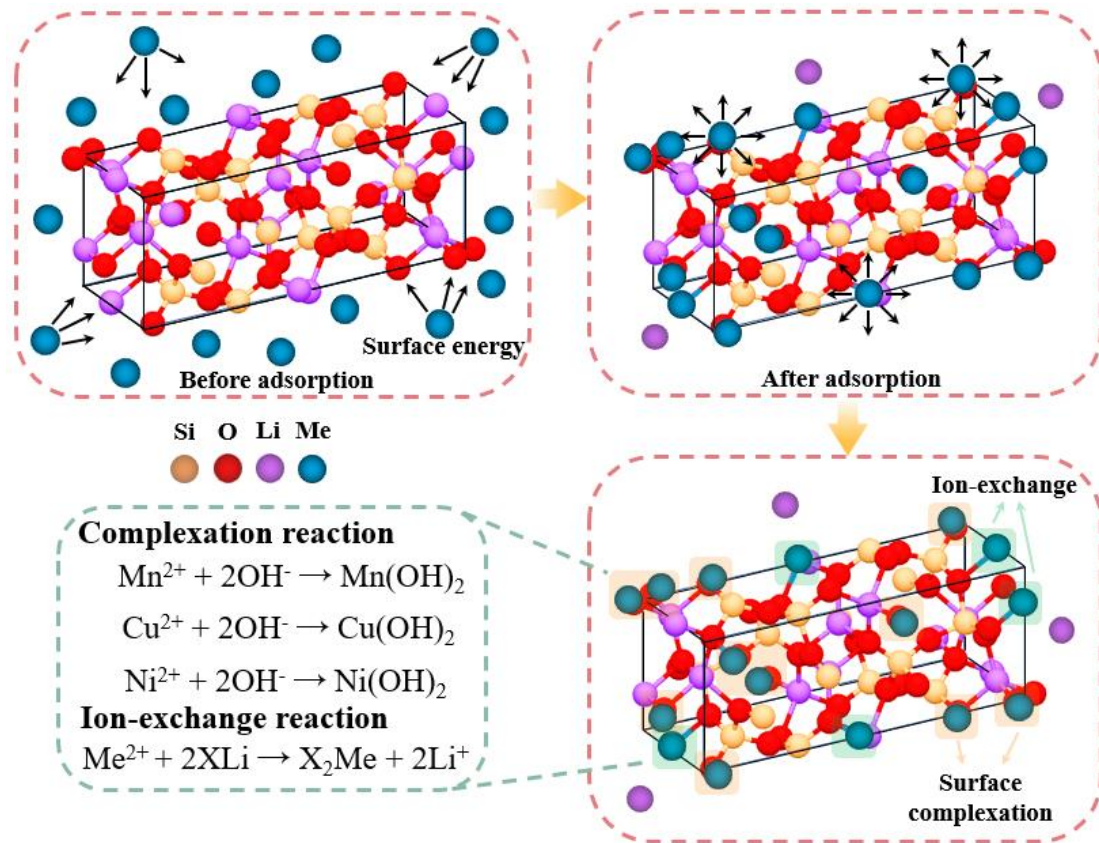 Surface energy
Before adsorption
After adsorption
Si O Li Me
Complexation reaction
Mn²⁺ + 2OH⁻ → Mn(OH)₂
Cu²⁺ + 2OH⁻ → Cu(OH)₂
Ni²⁺ + 2OH⁻ → Ni(OH)₂
Ion-exchange reaction
Me²⁺ + 2XLi → X₂Me + 2Li⁺
Ion-exchange
Surface
complexation